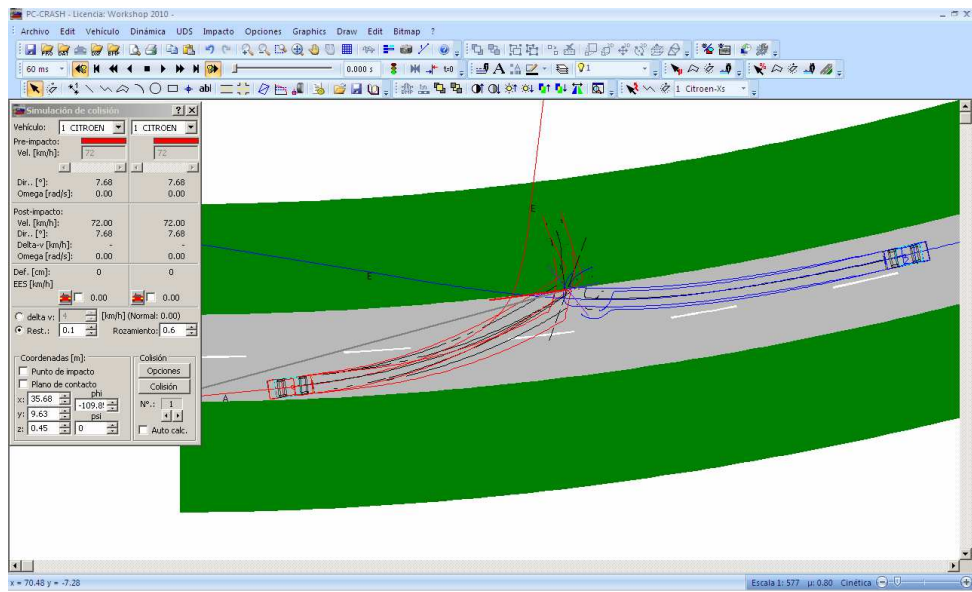 PC-CRASH - Licencia: Workshop 2010 -
Archivo Edit Vehículo Dinámica UDS Impacto Opciones Graphics Draw Edit Bitmap ?
60 ms 0.000 s t=0 A 1
abl 1 Citroen-Xs
Simulación de colisión ? X
Vehículo: 1 CITROEN 1 CITROEN
Pre-impacto:
Vel. [km/h]: 72 72
Dir.. [°]: 7.68 7.68
Omega [rad/s]: 0.00 0.00
Post-impacto:
Vel. [km/h]: 72.00 72.00
Dir.. [°]: 7.68 7.68
Delta-v [km/h]: - -
Omega [rad/s]: 0.00 0.00
Def. [cm]: 0 0
EES [km/h]
0.00 0.00
delta v: 4 [km/h] (Normal: 0.00)
Rest.: 0.1 Rozamiento: 0.6
Coordenadas [m]: Colisión
Punto de impacto Opciones
Plano de contacto Colisión
phi
x: 35.68 -109.8 Nº.: 1
y: 9.63 psi
z: 0.45 0 Auto calc.
E
E
A
x = 70.48 y = -7.28 Escala 1: 577 µ: 0.80 Cinética